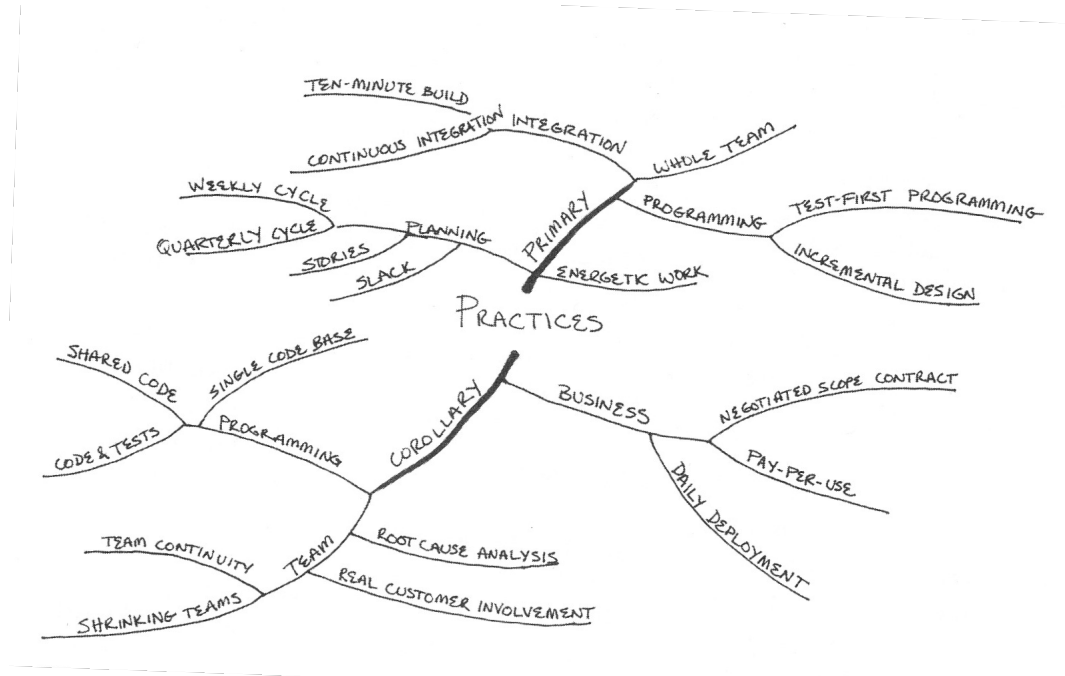 TEN-MINUTE BUILD
CONTINUOUS INTEGRATION
INTEGRATION
WHOLE TEAM
WEEKLY CYCLE
QUARTERLY CYCLE
PLANNING
STORIES
SLACK
PRIMARY
PROGRAMMING
TEST-FIRST PROGRAMMING
INCREMENTAL DESIGN
ENERGETIC WORK
PRACTICES
SHARED CODE
SINGLE CODE BASE
CODE & TESTS
PROGRAMMING
COROLLARY
BUSINESS
NEGOTIATED SCOPE CONTRACT
PAY-PER-USE
DAILY DEPLOYMENT
TEAM CONTINUITY
SHRINKING TEAMS
TEAM
ROOT CAUSE ANALYSIS
REAL CUSTOMER INVOLVEMENT